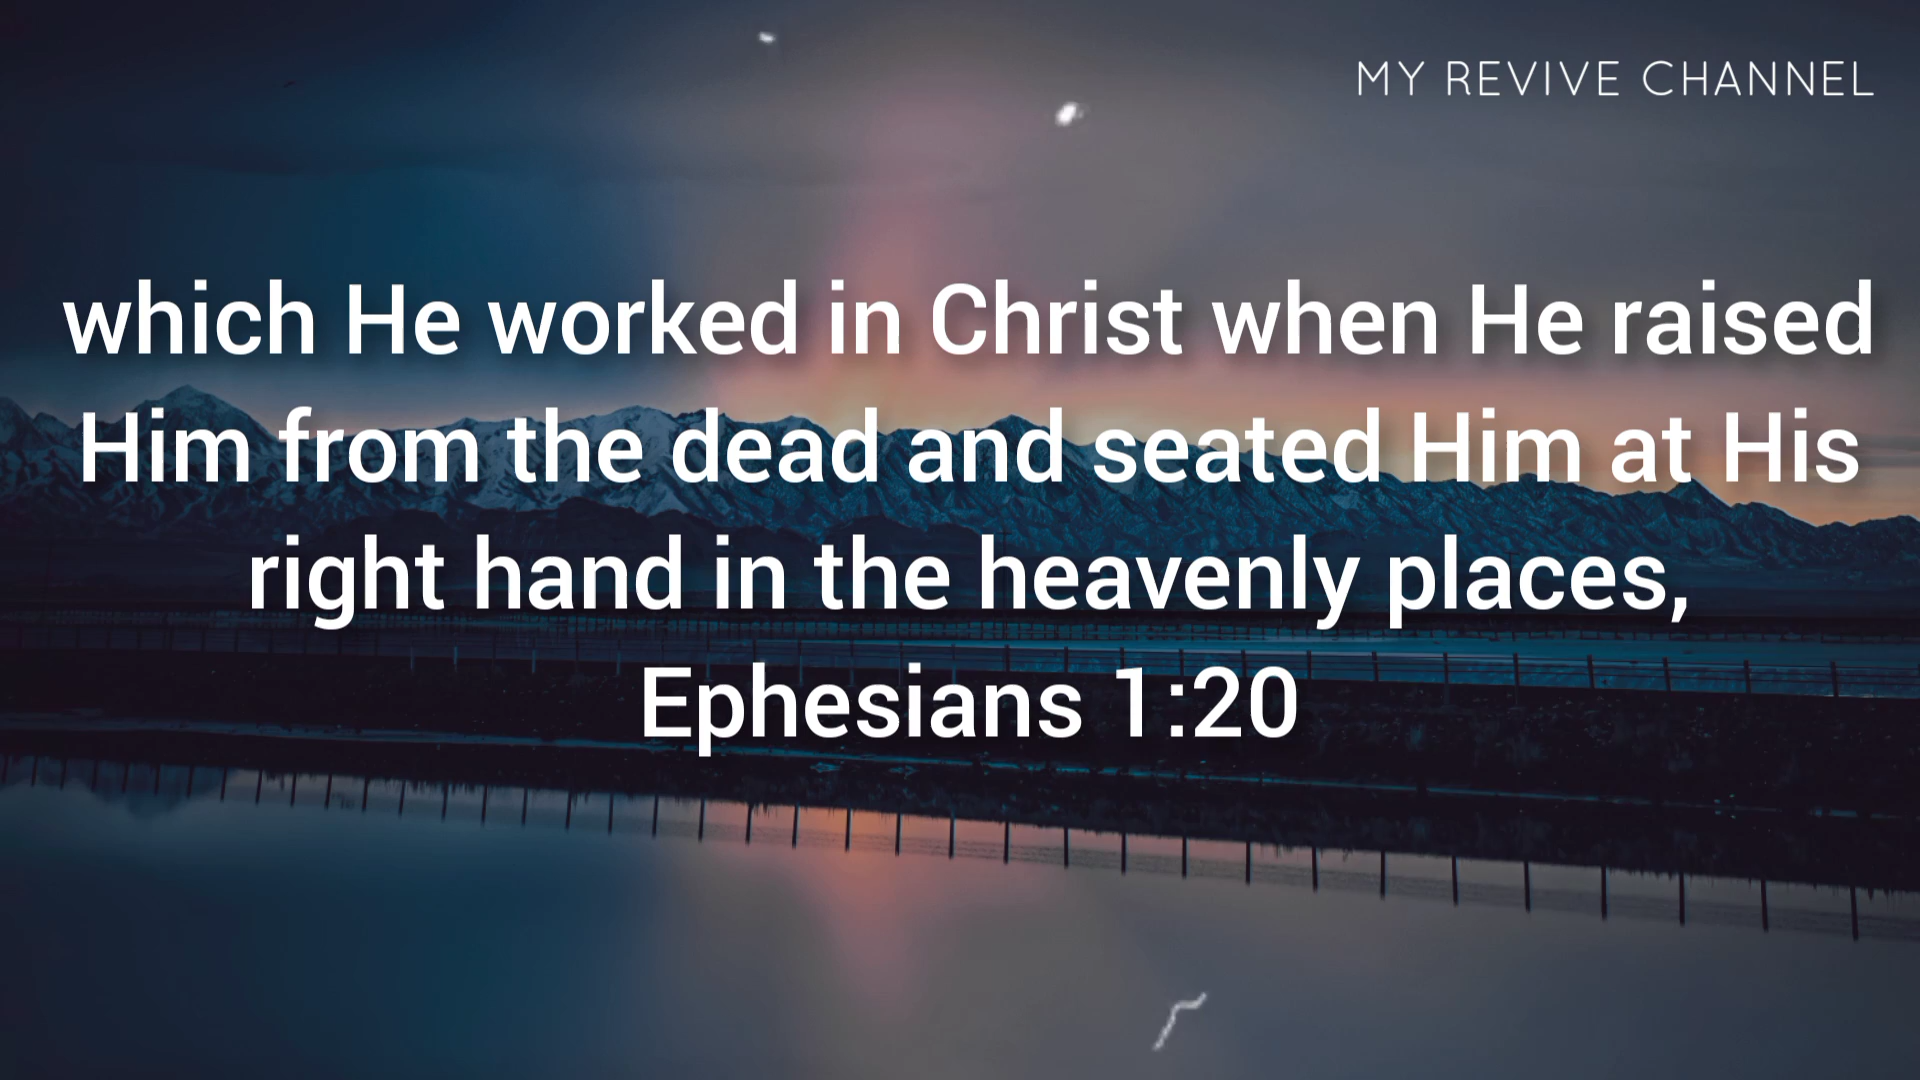 MY REVIVE CHANNEL
which He worked in Christ when He raised
Him from the dead and seated Him at His
right hand in the heavenly places,
Ephesians 1:20